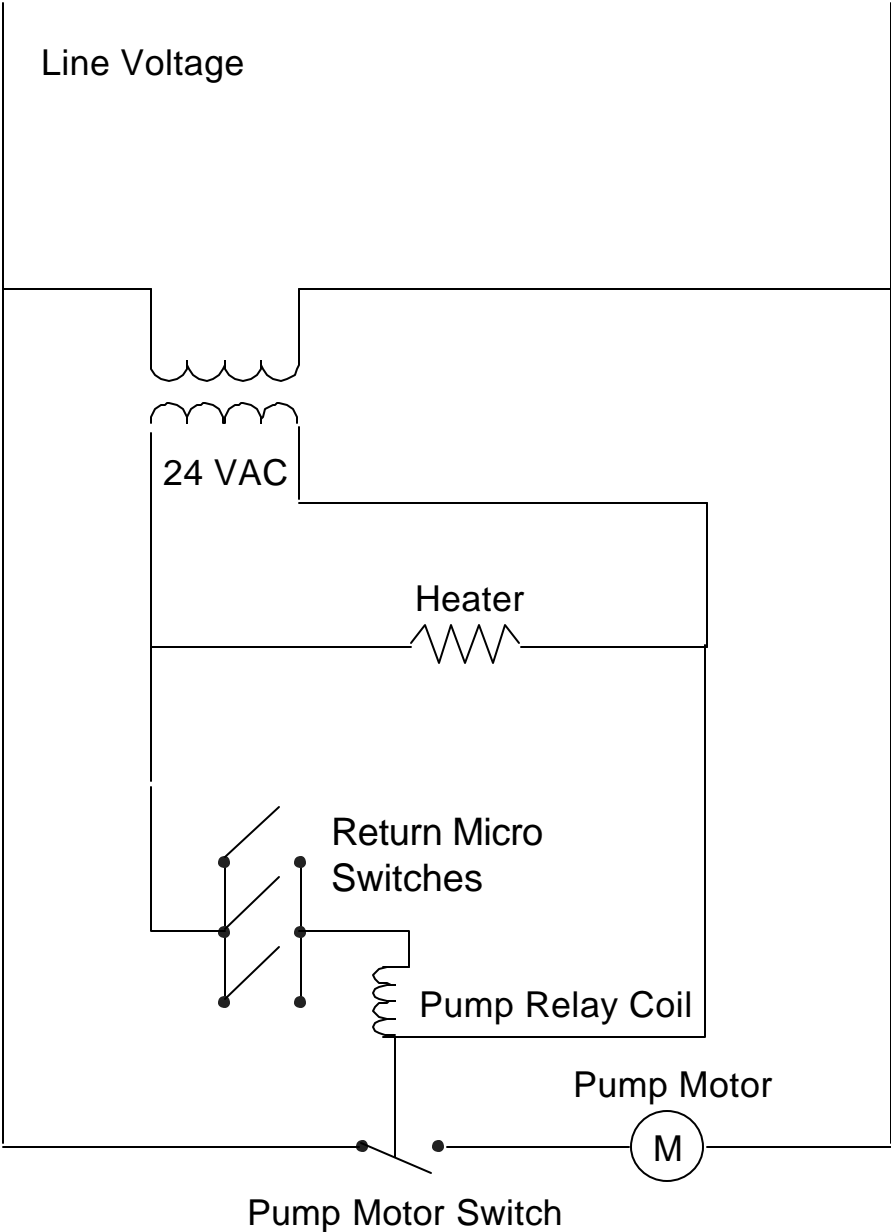 Line Voltage
24 VAC
Heater
Return Micro
Switches
Pump Relay Coil
Pump Motor
M
Pump Motor Switch